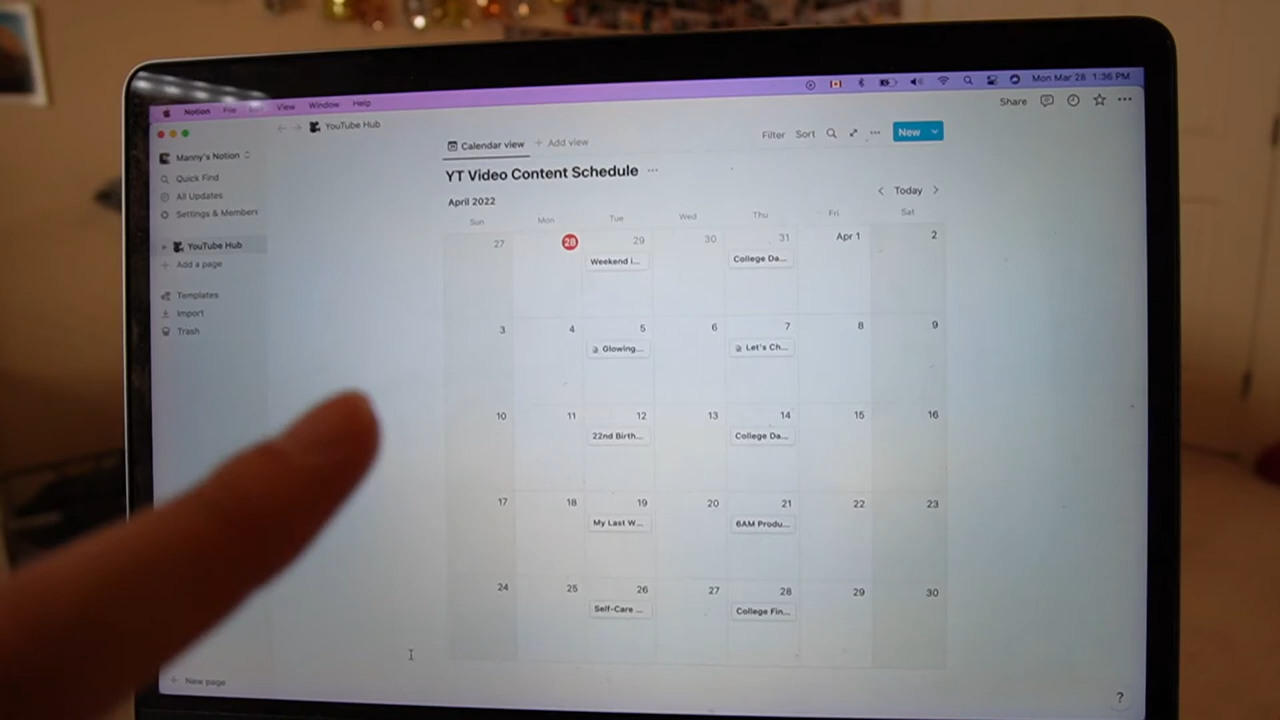 Notion File View Window Help Mon Mar 28 1:36 PM
YouTube Hub
Share
Manny's Notion
Quick Find
All Updates
Settings & Members
YouTube Hub
Add a page
Templates
Import
Trash
New page
Calendar view + Add view
Filter Sort New
YT Video Content Schedule ...
April 2022
< Today >
Sun Mon Tue Wed Thu Fri Sat
27 28 29 30 31 Apr 1 2
Weekend i... College Da...
3 4 5 6 7 8 9
Glowing... Let's Ch...
10 11 12 13 14 15 16
22nd Birth... College Da...
17 18 19 20 21 22 23
My Last W... 6AM Produ...
24 25 26 27 28 29 30
Self-Care ... College Fin...
?